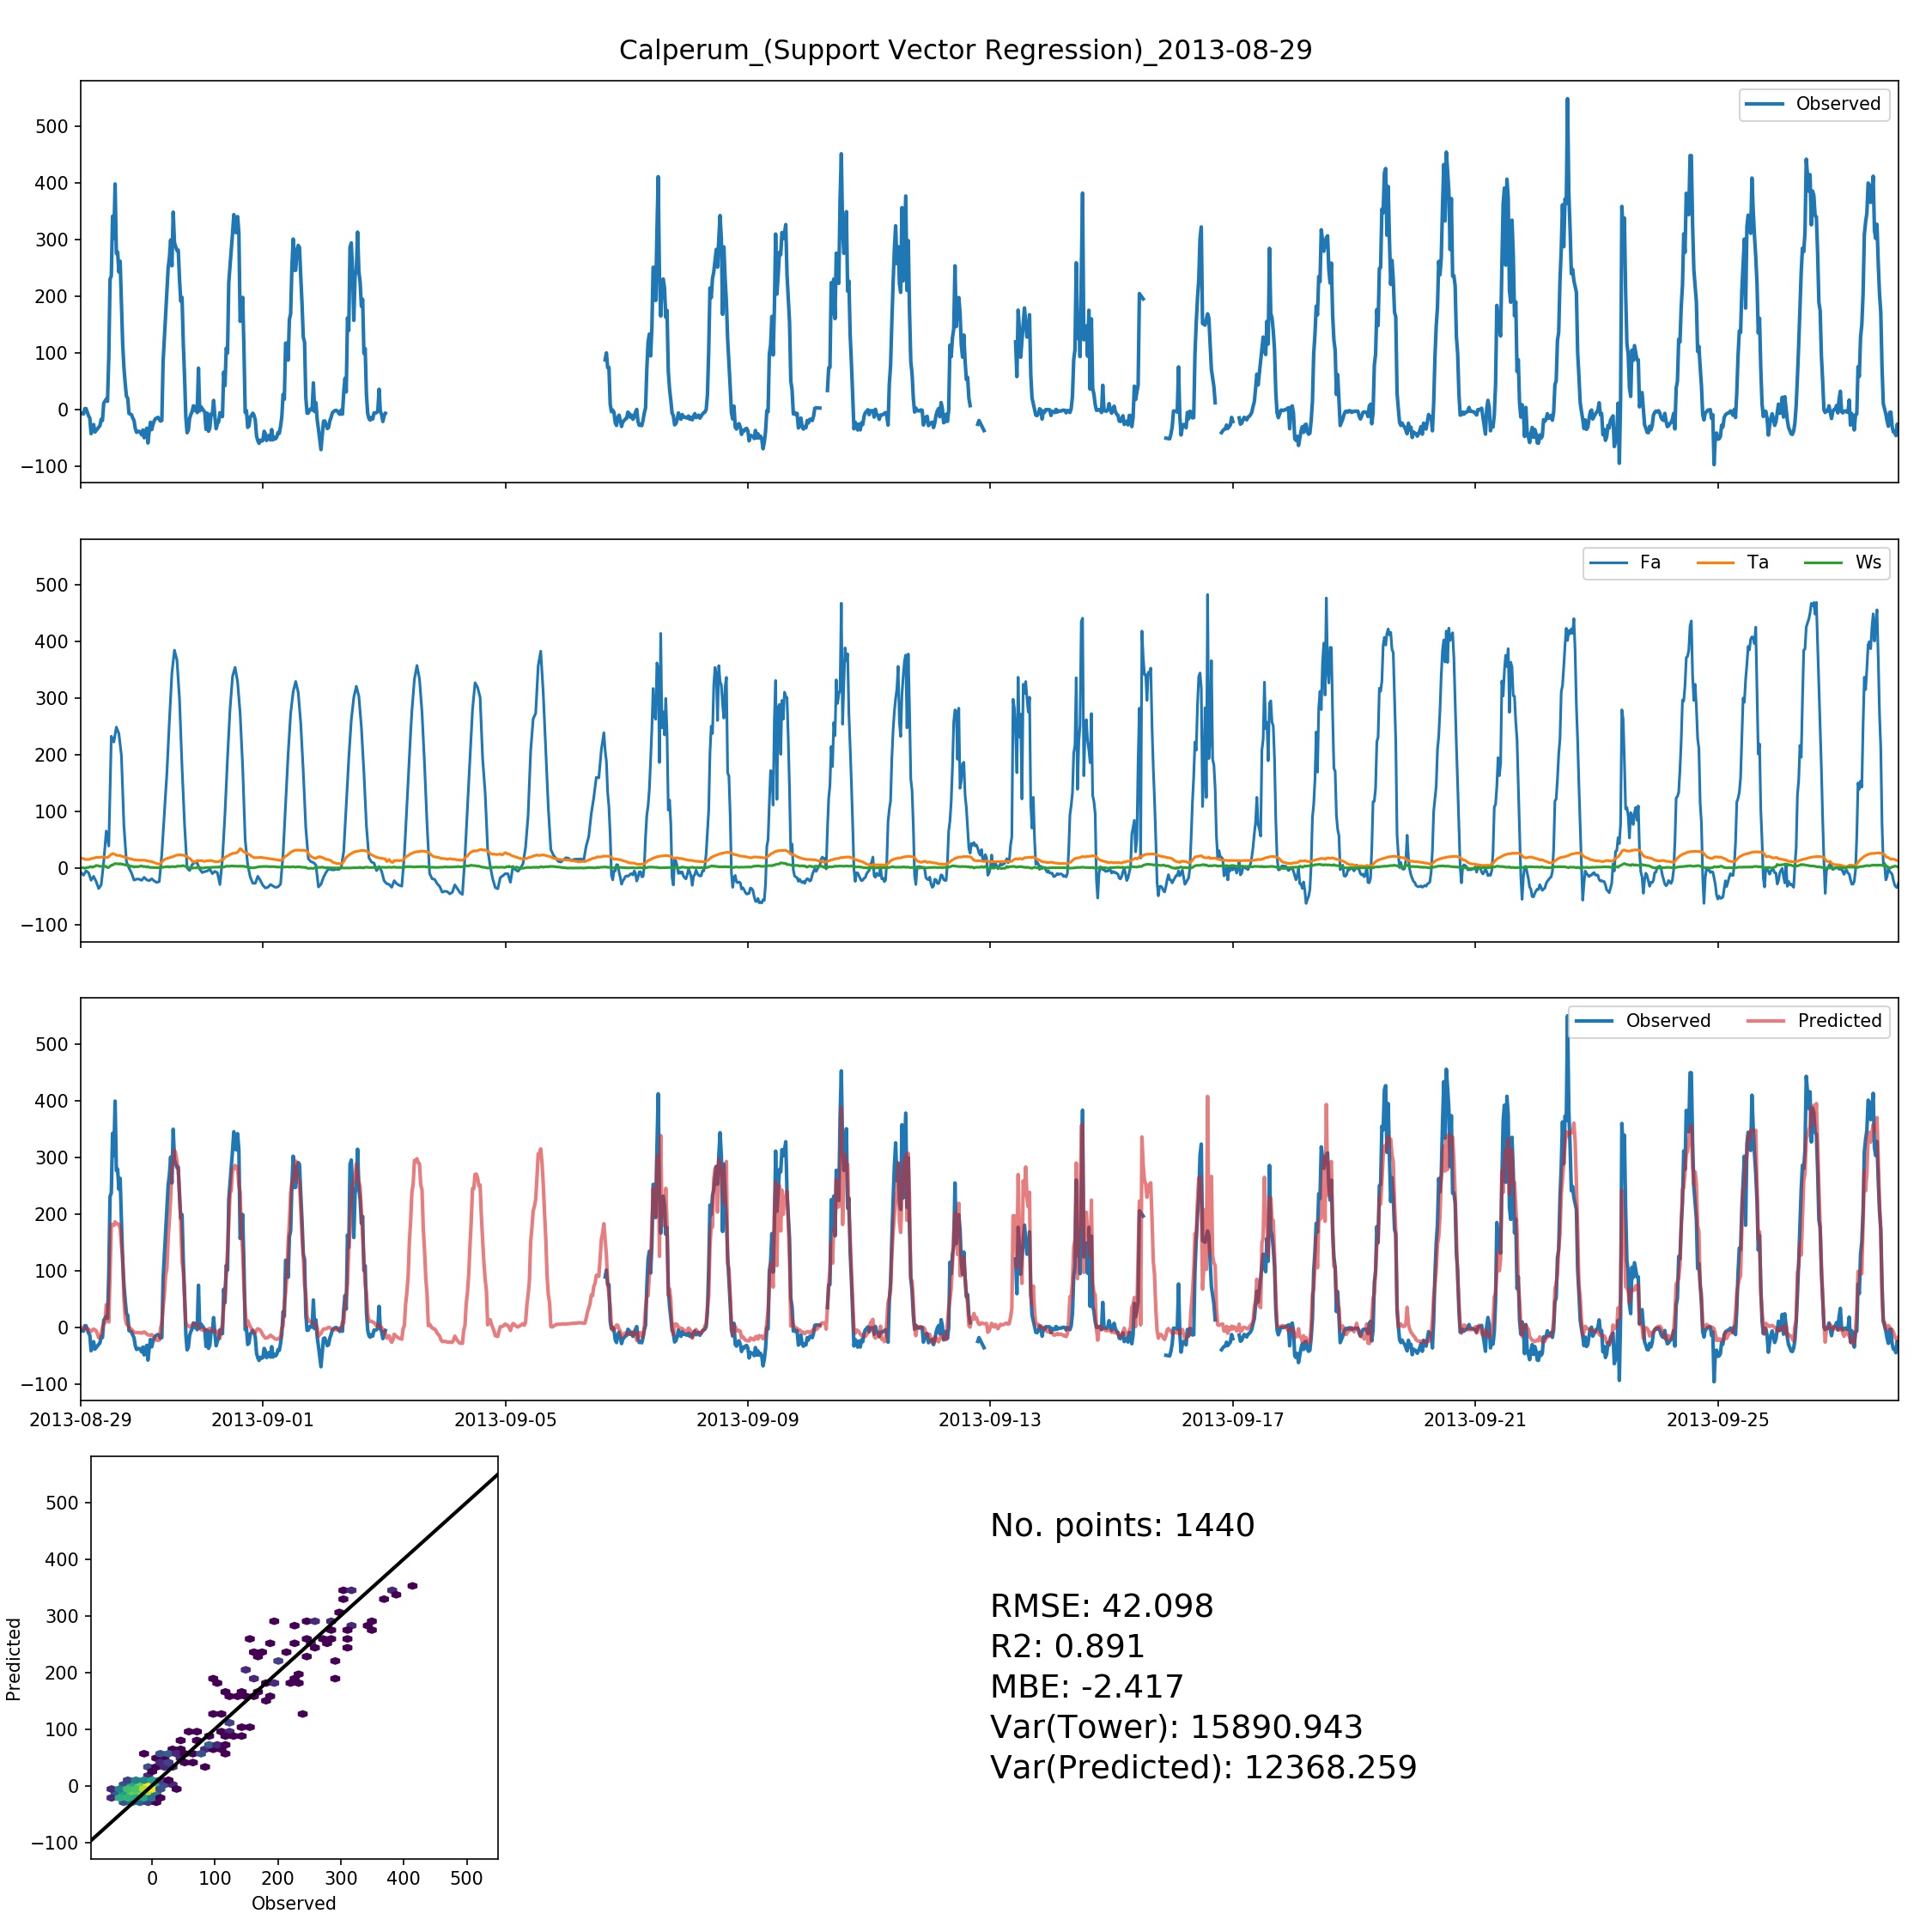 Calperum_(Support Vector Regression)_2013-08-29
Observed
500
400
300
200
100
0
−100
Fa Ta Ws
500
400
300
200
100
0
−100
Observed Predicted
500
400
300
200
100
0
−100
2013-08-29 2013-09-01 2013-09-05 2013-09-09 2013-09-13 2013-09-17 2013-09-21 2013-09-25
500
400
300
200
100
0
−100
Predicted
0 100 200 300 400 500
Observed
No. points: 1440
RMSE: 42.098
R2: 0.891
MBE: -2.417
Var(Tower): 15890.943
Var(Predicted): 12368.259